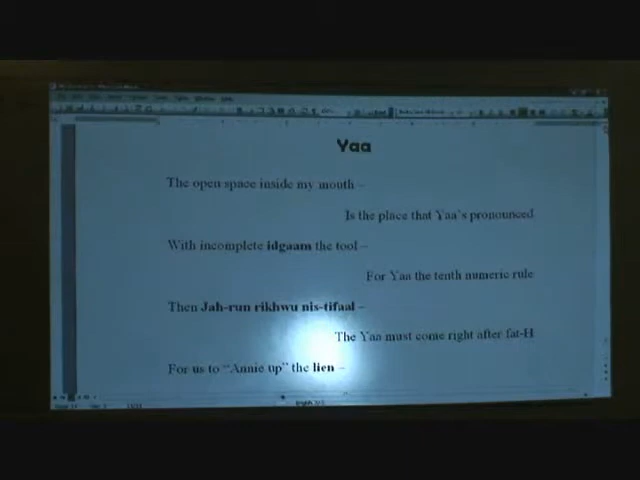 Yaa
The open space inside my mouth –
Is the place that Yaa's pronounced
With incomplete idgaam the tool –
For Yaa the tenth numeric rule
Then Jah-run rikhwu nis-tifaal –
The Yaa must come right after fat-H
For us to “Annie up” the lien –